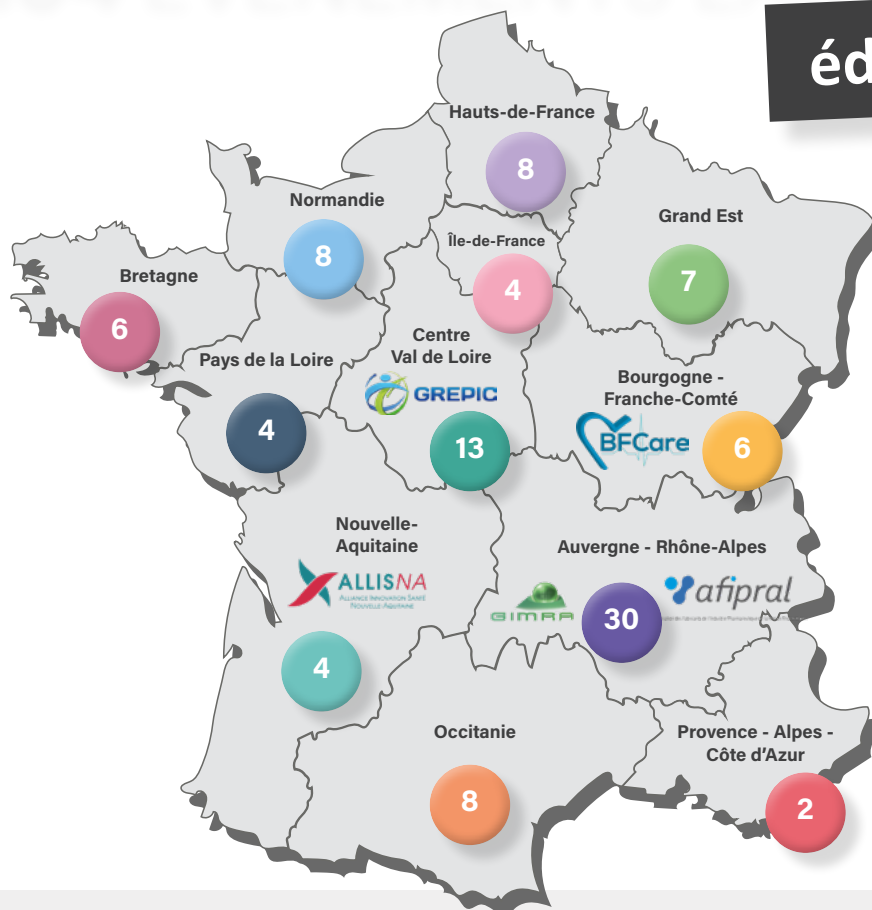 éd
Hauts-de-France
8
Normandie
8
Grand Est
7
Île-de-France
4
Bretagne
6
Centre
Val de Loire
GREPIC
13
Pays de la Loire
4
Bourgogne -
Franche-Comté
BFCare
6
Nouvelle-
Aquitaine
ALLISNA
ALLIANCE INNOVATION SANTÉ
NOUVELLE AQUITAINE
4
Auvergne - Rhône-Alpes
GIMRA
30
afipral
Occitanie
8
Provence - Alpes -
Côte d'Azur
2